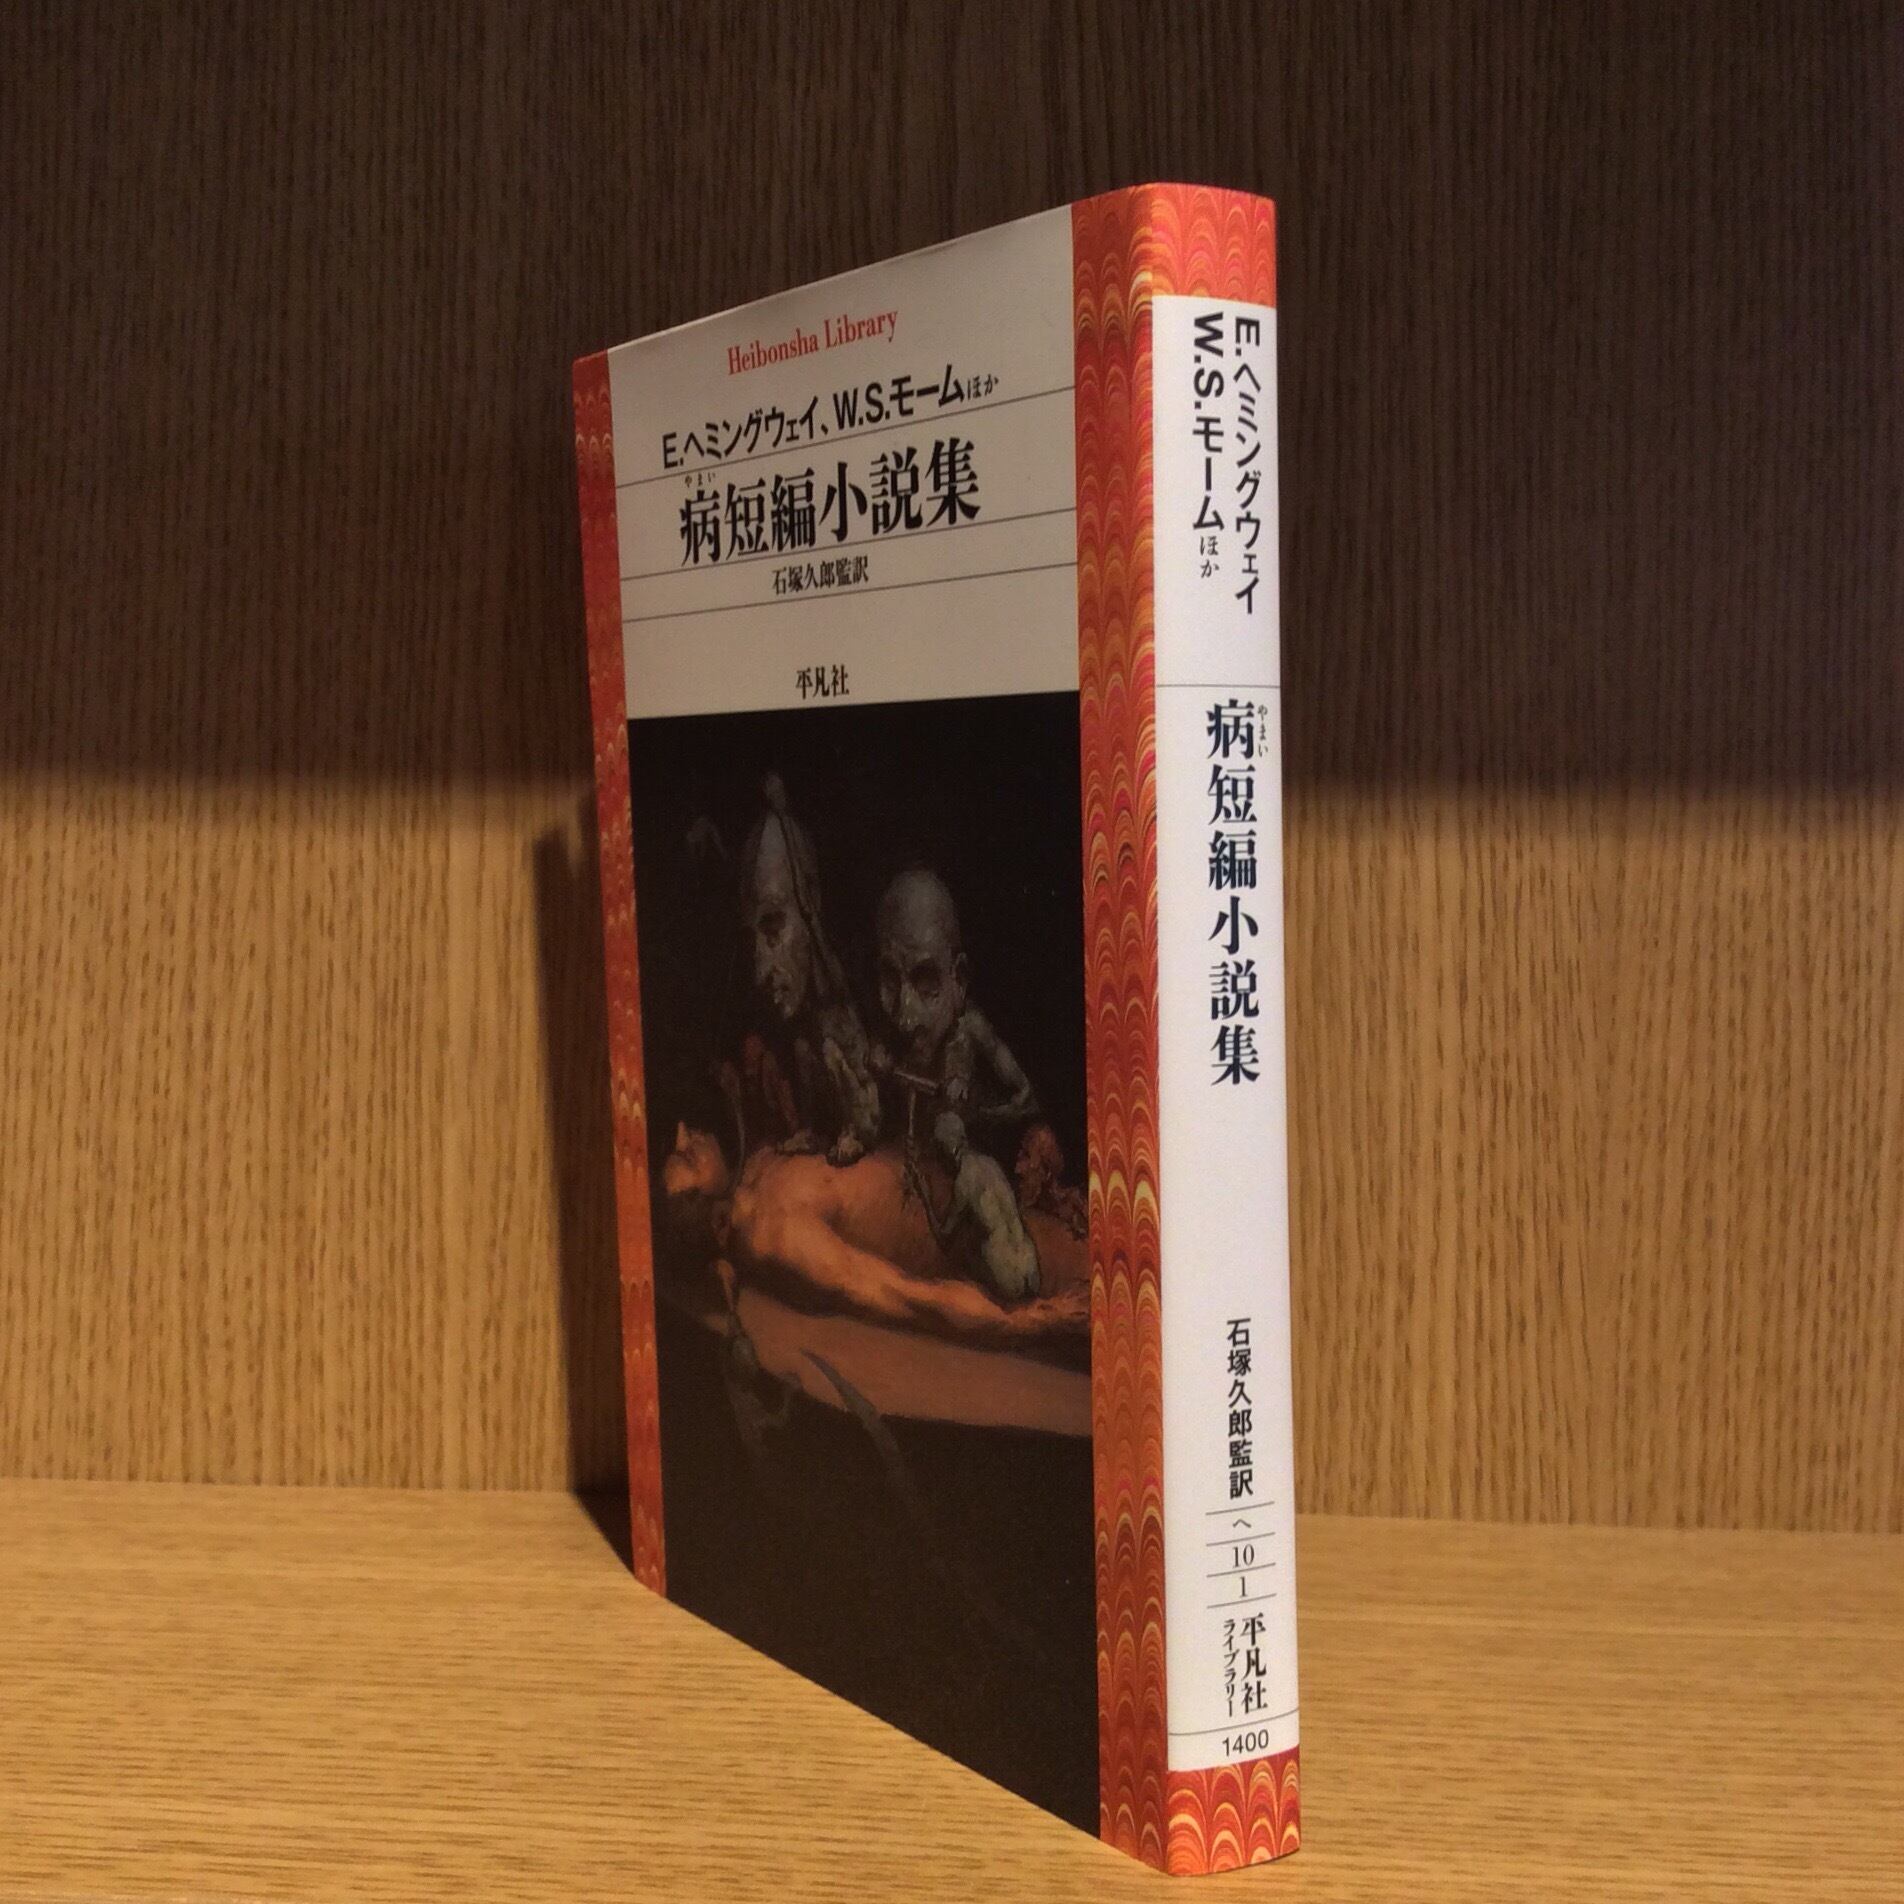 Heibonsha Library
E.ヘミングウェイ、W.S.モームほか
やまい
病短編小説集
石塚久郎監訳
平凡社
E.ヘミングウェイ
W.S.モームほか
やまい
病短編小説集
石塚久郎監訳
ヘ
10
1
平凡社
ライブラリー
1400